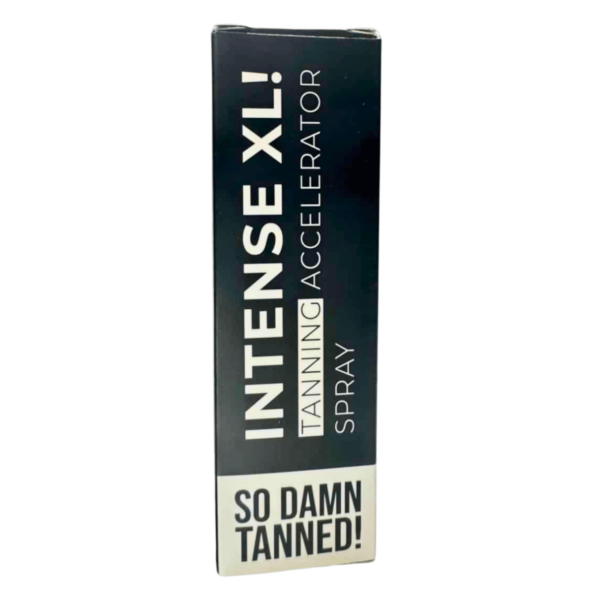 INTENSE XL!
TANNING ACCELERATOR
SPRAY
SO DAMN
TANNED!